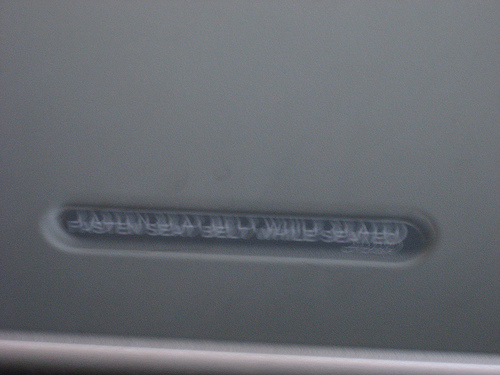 FASTEN SEAT BELT WHILE SEATED